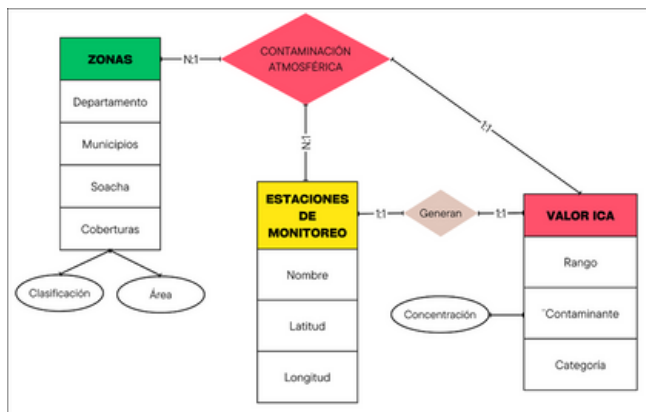 CONTAMINACIÓN
ATMOSFÉRICA
ZONAS
N:1
Departamento
Municipios
Soacha
Coberturas
Clasificación
Área
N:1
1:1
ESTACIONES
DE
MONITOREO
1:1
Generan
1:1
VALOR ICA
Nombre
Latitud
Longitud
Rango
Concentración
¨Contaminante
Categoría